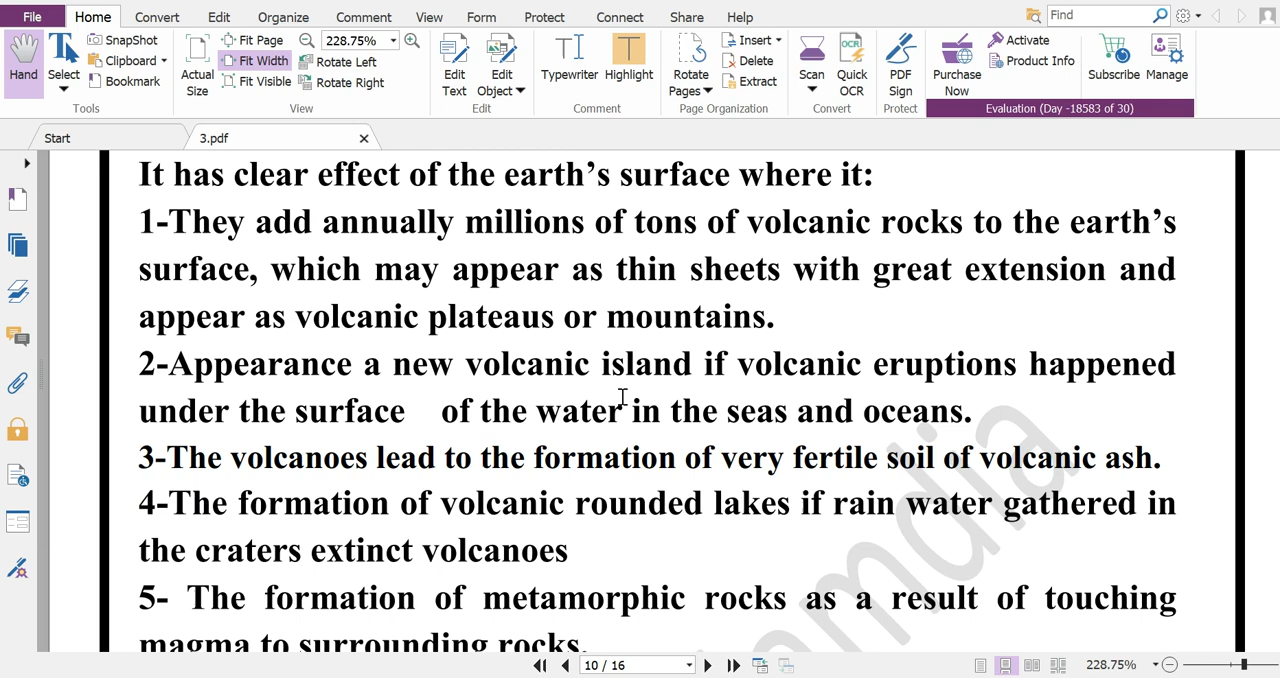 File Home Convert Edit Organize Comment View Form Protect Connect Share Help Find
Hand Select SnapShot Clipboard Bookmark Tools
Actual Size Fit Page Fit Width Fit Visible 228.75% Rotate Left Rotate Right View
Edit Text Edit Object Edit
Typewriter Highlight Comment
Rotate Pages Insert Delete Extract Page Organization
Scan Quick OCR Convert
PDF Sign Protect
Activate Product Info Purchase Now Subscribe Manage
Evaluation (Day -18583 of 30)
Start 3.pdf
It has clear effect of the earth’s surface where it:
1-They add annually millions of tons of volcanic rocks to the earth’s
surface, which may appear as thin sheets with great extension and
appear as volcanic plateaus or mountains.
2-Appearance a new volcanic island if volcanic eruptions happened
under the surface of the water in the seas and oceans.
3-The volcanoes lead to the formation of very fertile soil of volcanic ash.
4-The formation of volcanic rounded lakes if rain water gathered in
the craters extinct volcanoes
5- The formation of metamorphic rocks as a result of touching
magma to surrounding rocks.
10 / 16 228.75%